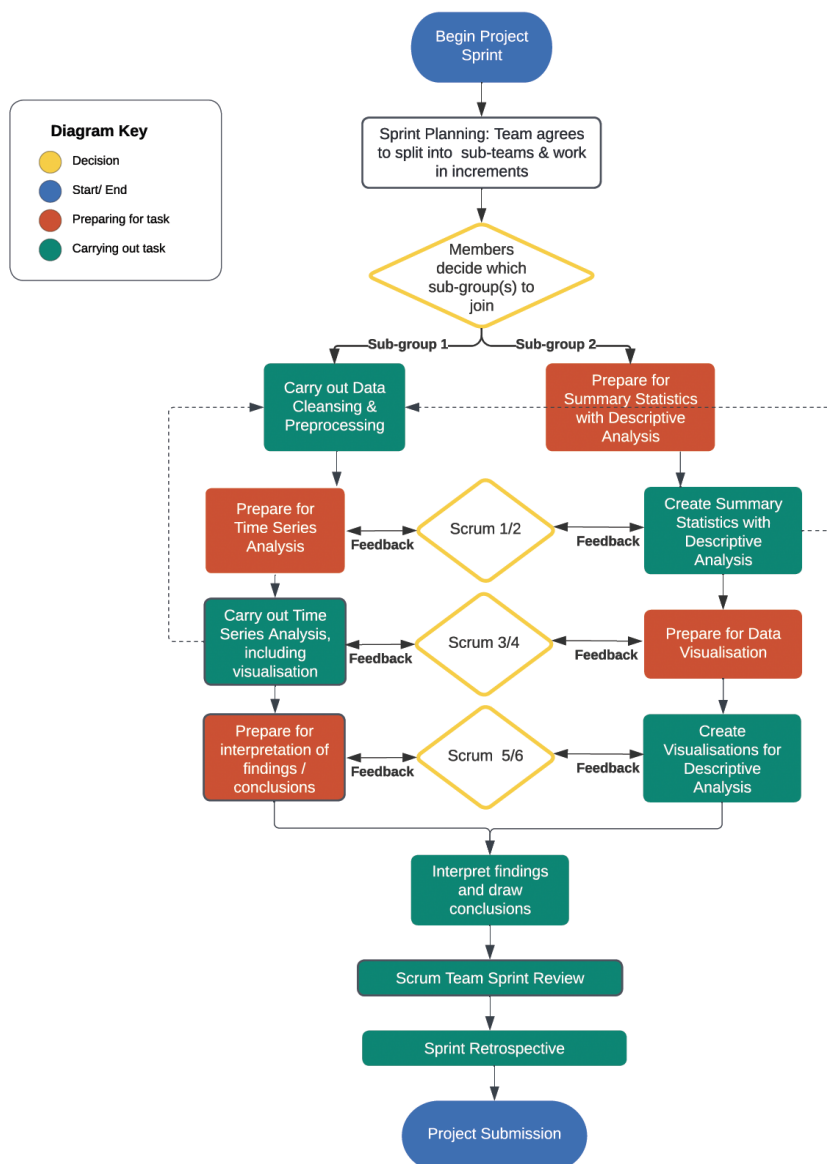 Begin Project
Sprint
Diagram Key
Decision
Start/ End
Preparing for task
Carrying out task
Sprint Planning: Team agrees
to split into sub-teams & work
in increments
Members
decide which
sub-group(s) to
join
Sub-group 1
Sub-group 2
Carry out Data
Cleansing &
Preprocessing
Prepare for
Summary Statistics
with Descriptive
Analysis
Prepare for
Time Series
Analysis
Feedback
Scrum 1/2
Feedback
Create Summary
Statistics with
Descriptive
Analysis
Carry out Time
Series Analysis,
including
visualisation
Feedback
Scrum 3/4
Feedback
Prepare for Data
Visualisation
Prepare for
interpretation of
findings /
conclusions
Feedback
Scrum 5/6
Feedback
Create
Visualisations for
Descriptive
Analysis
Interpret findings
and draw
conclusions
Scrum Team Sprint Review
Sprint Retrospective
Project Submission